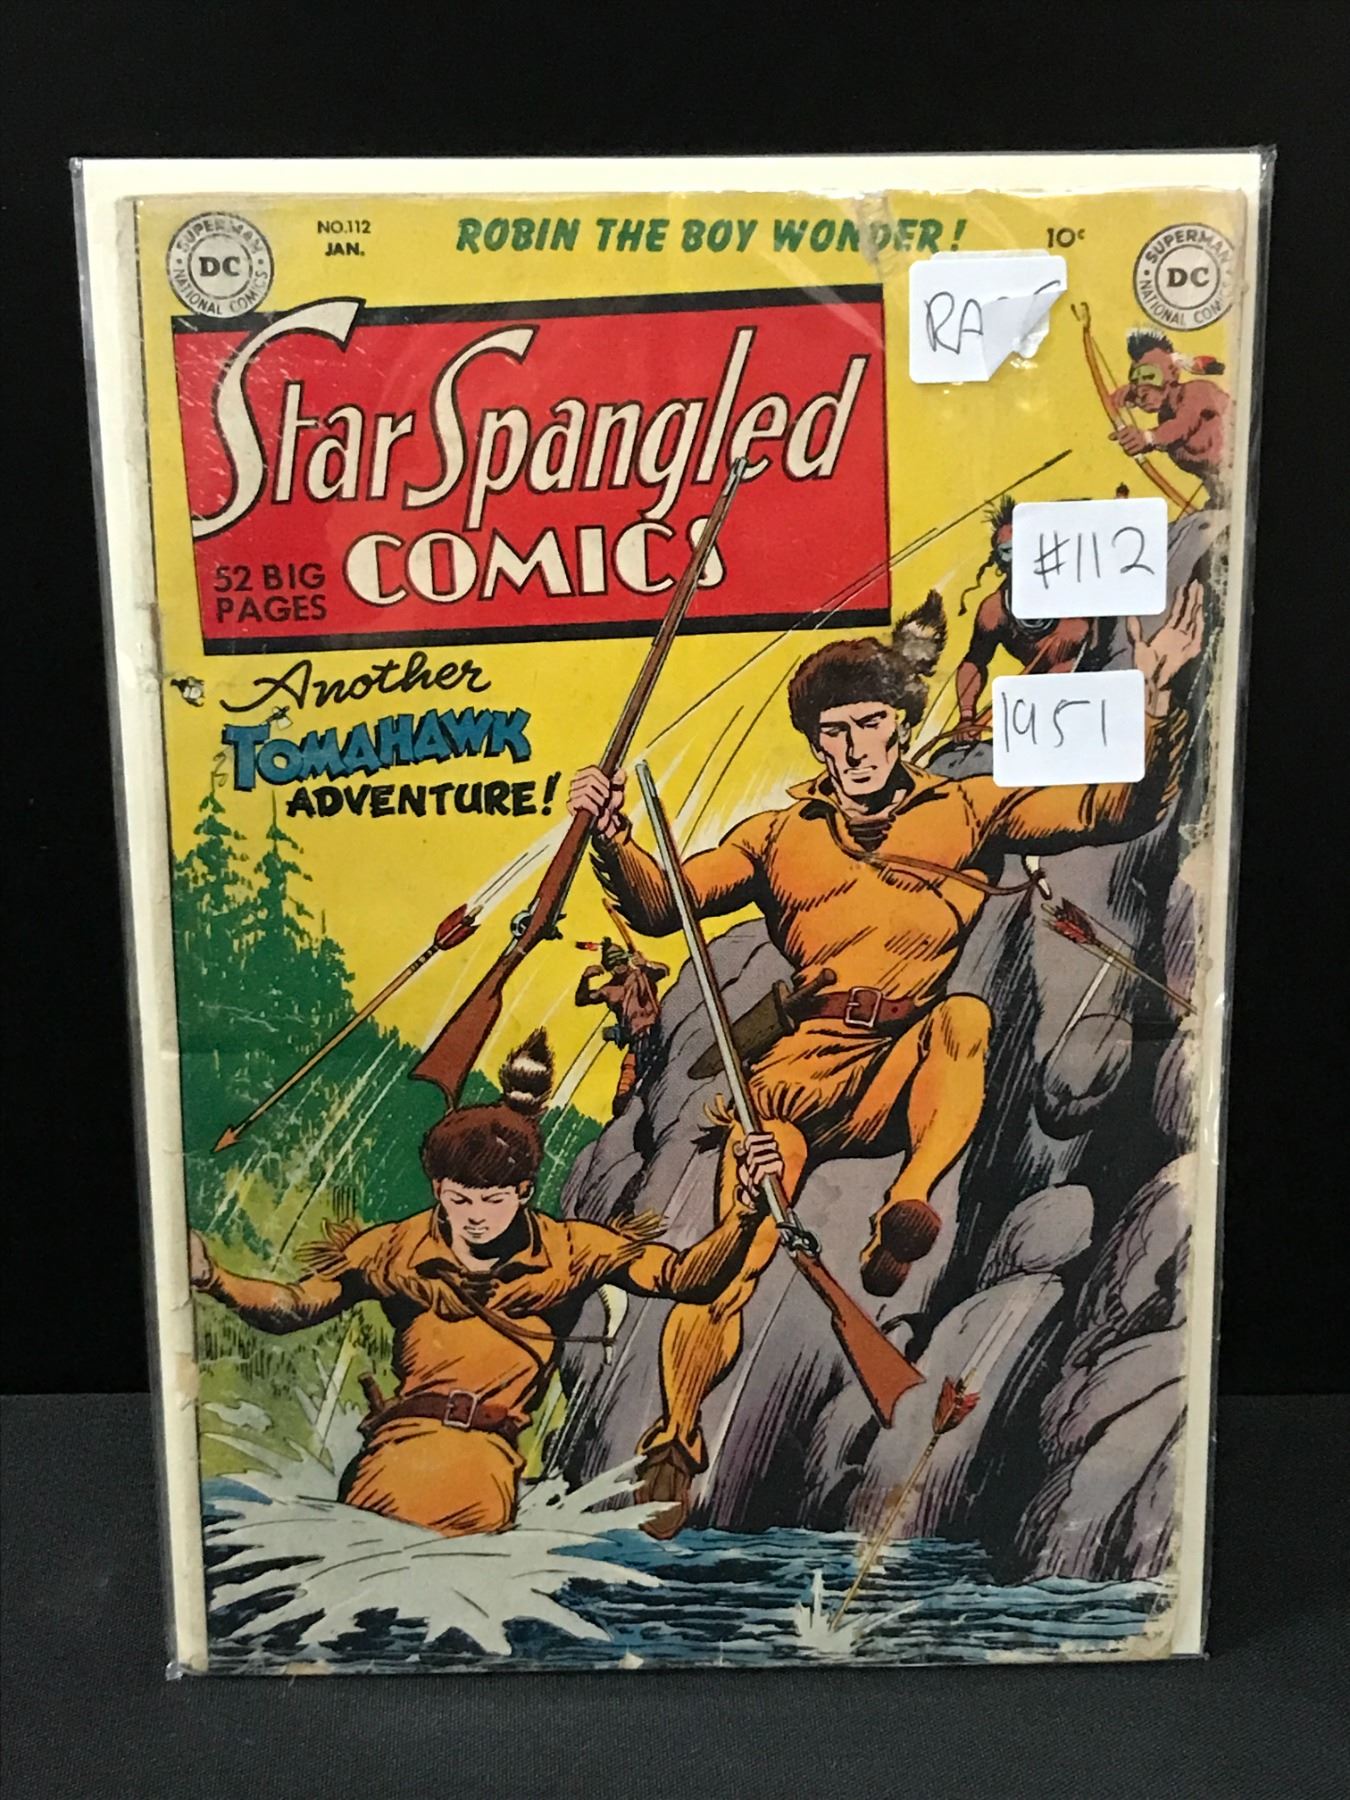 SUPERMAN
DC
NATIONAL COMICS
NO.112
JAN.
ROBIN THE BOY WONDER!
10¢
SUPERMAN
DC
NATIONAL COM
Star Spangled
COMICS
52 BIG
PAGES
#112
Another
TOMAHAWK
ADVENTURE!
1951